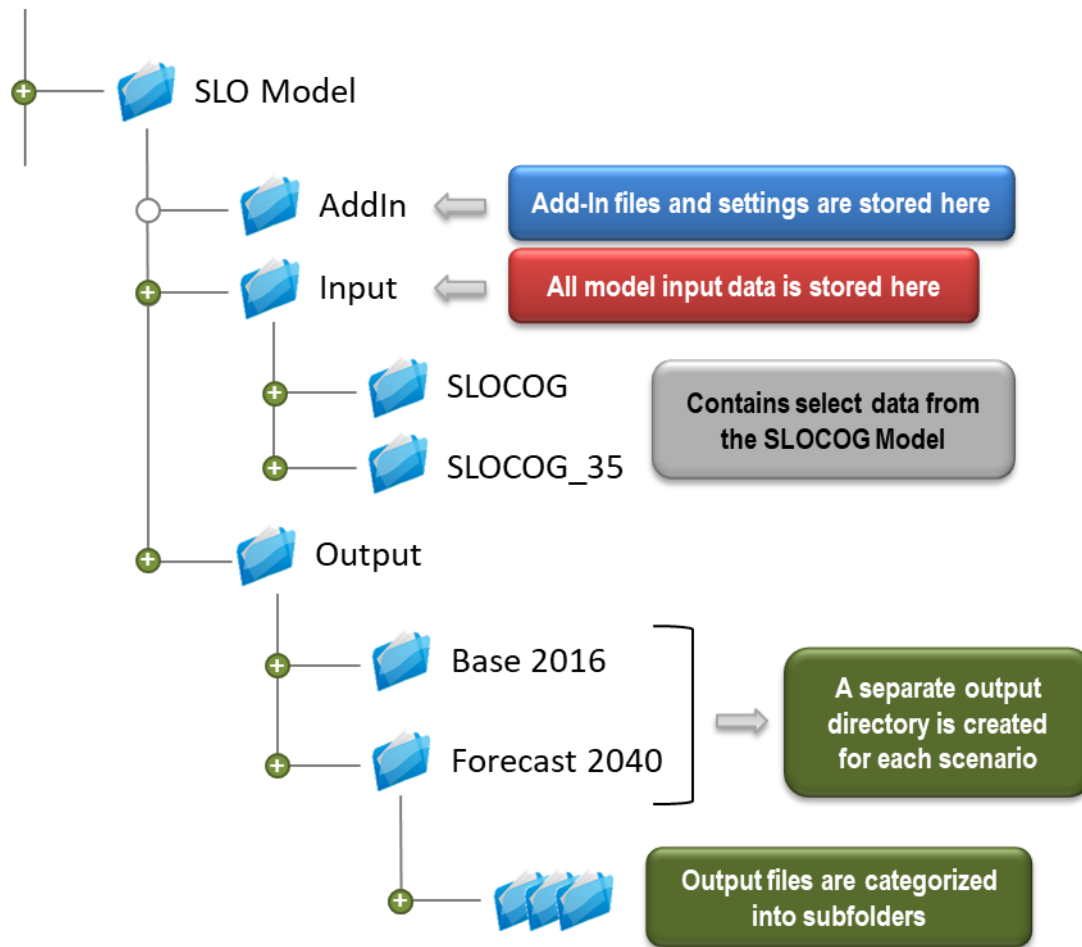 SLO Model
AddIn
Add-In files and settings are stored here
Input
All model input data is stored here
SLOCOG
Contains select data from
the SLOCOG Model
SLOCOG_35
Output
Base 2016
A separate output
directory is created
for each scenario
Forecast 2040
Output files are categorized
into subfolders